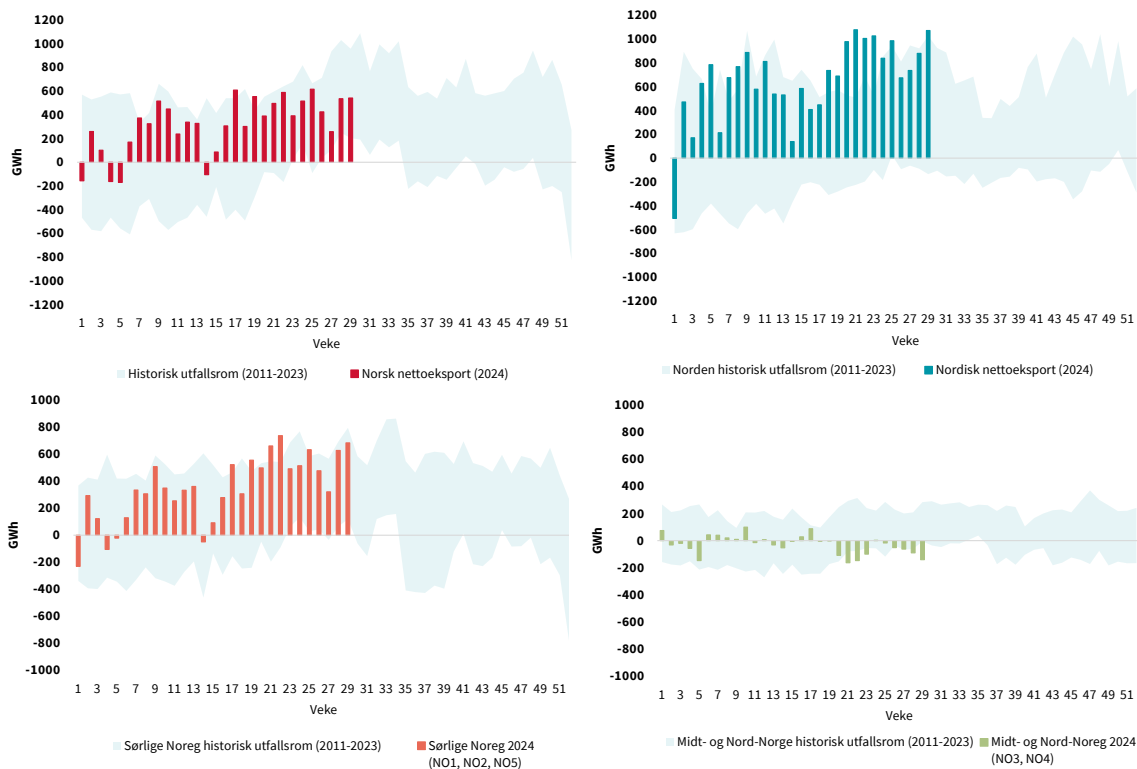 1200
1000
800
600
400
200
0
-200
-400
-600
-800
-1000
-1200
GWh
1 3 5 7 9 11 13 15 17 19 21 23 25 27 29 31 33 35 37 39 41 43 45 47 49 51
Veke
Historisk utfallsrom (2011-2023) Norsk nettoeksport (2024)
1200
1000
800
600
400
200
0
-200
-400
-600
-800
-1000
-1200
GWh
1 3 5 7 9 11 13 15 17 19 21 23 25 27 29 31 33 35 37 39 41 43 45 47 49 51
Veke
Norden historisk utfallsrom (2011-2023) Nordisk nettoeksport (2024)
1000
800
600
400
200
0
-200
-400
-600
-800
-1000
GWh
1 3 5 7 9 11 13 15 17 19 21 23 25 27 29 31 33 35 37 39 41 43 45 47 49 51
Veke
Sørlige Noreg historisk utfallsrom (2011-2023) Sørlige Noreg 2024
(NO1, NO2, NO5)
1000
800
600
400
200
0
-200
-400
-600
-800
-1000
GWh
1 3 5 7 9 11 13 15 17 19 21 23 25 27 29 31 33 35 37 39 41 43 45 47 49 51
Veke
Midt- og Nord-Norge historisk utfallsrom (2011-2023) Midt- og Nord-Noreg 2024
(NO3, NO4)